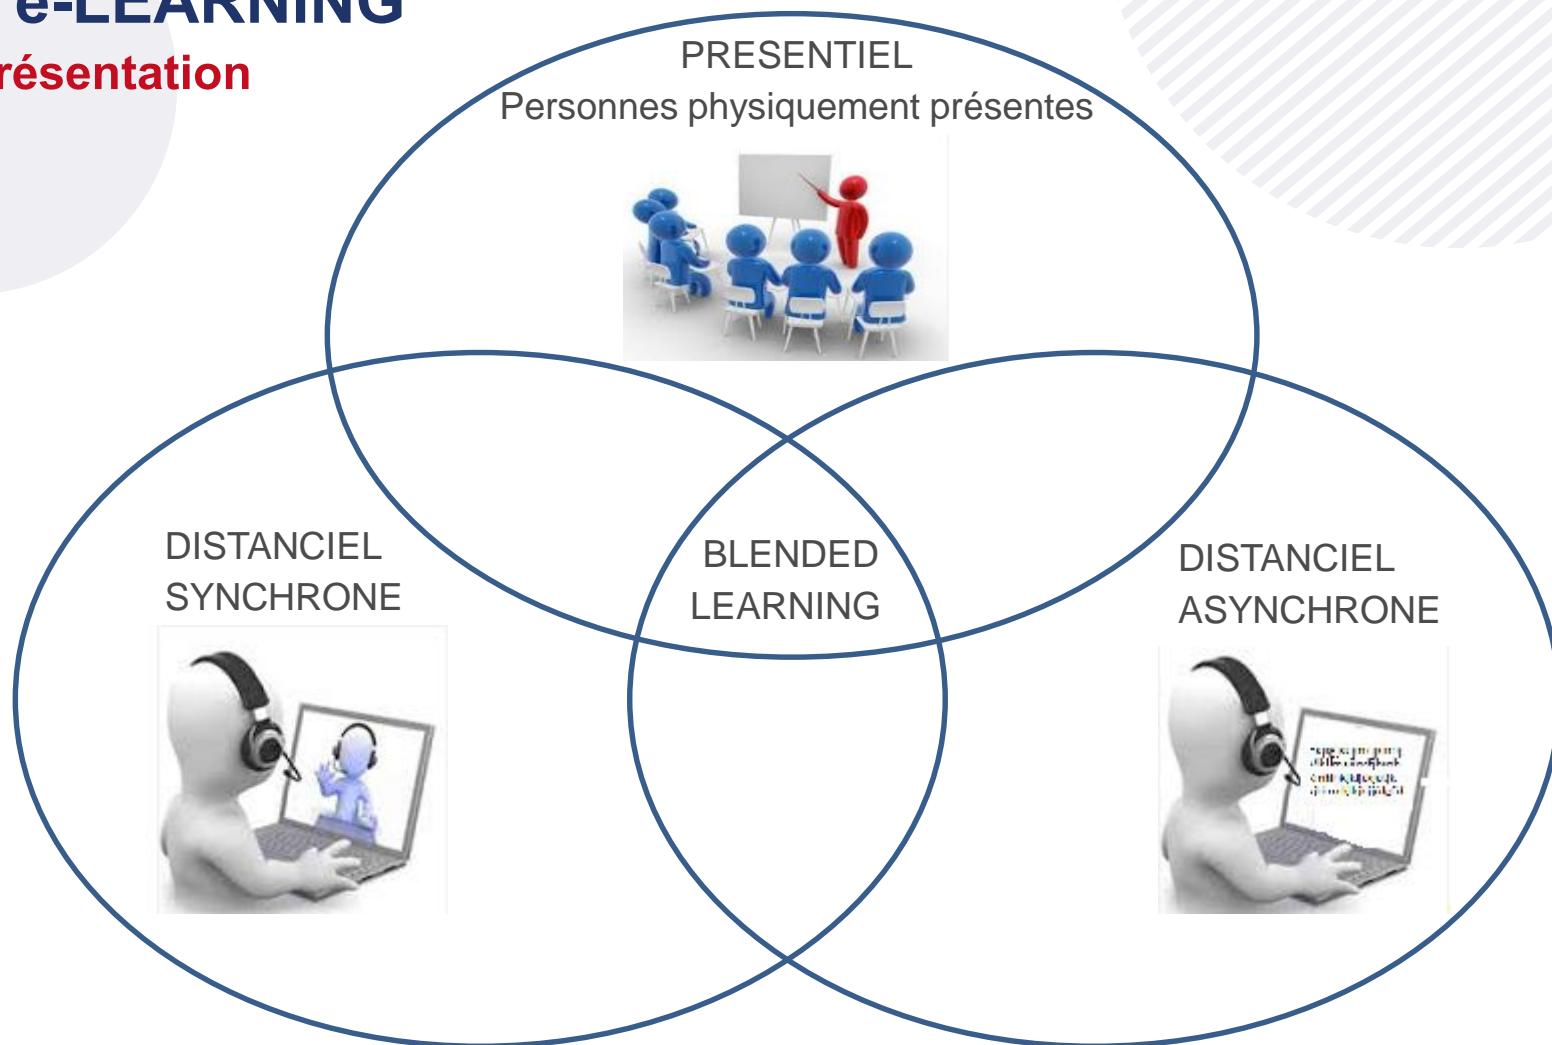 e-LEARNING
résentation
PRESENTIEL
Personnes physiquement présentes
DISTANCIEL
SYNCHRONE
BLENDED
LEARNING
DISTANCIEL
ASYNCHRONE